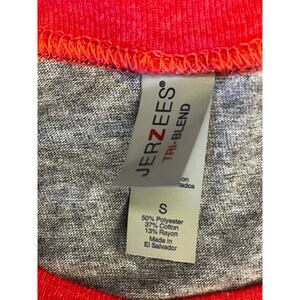 JERZEES®
TRI-BLEND
S
50% Polyester
37% Cotton
13% Rayon
Made in
El Salvador